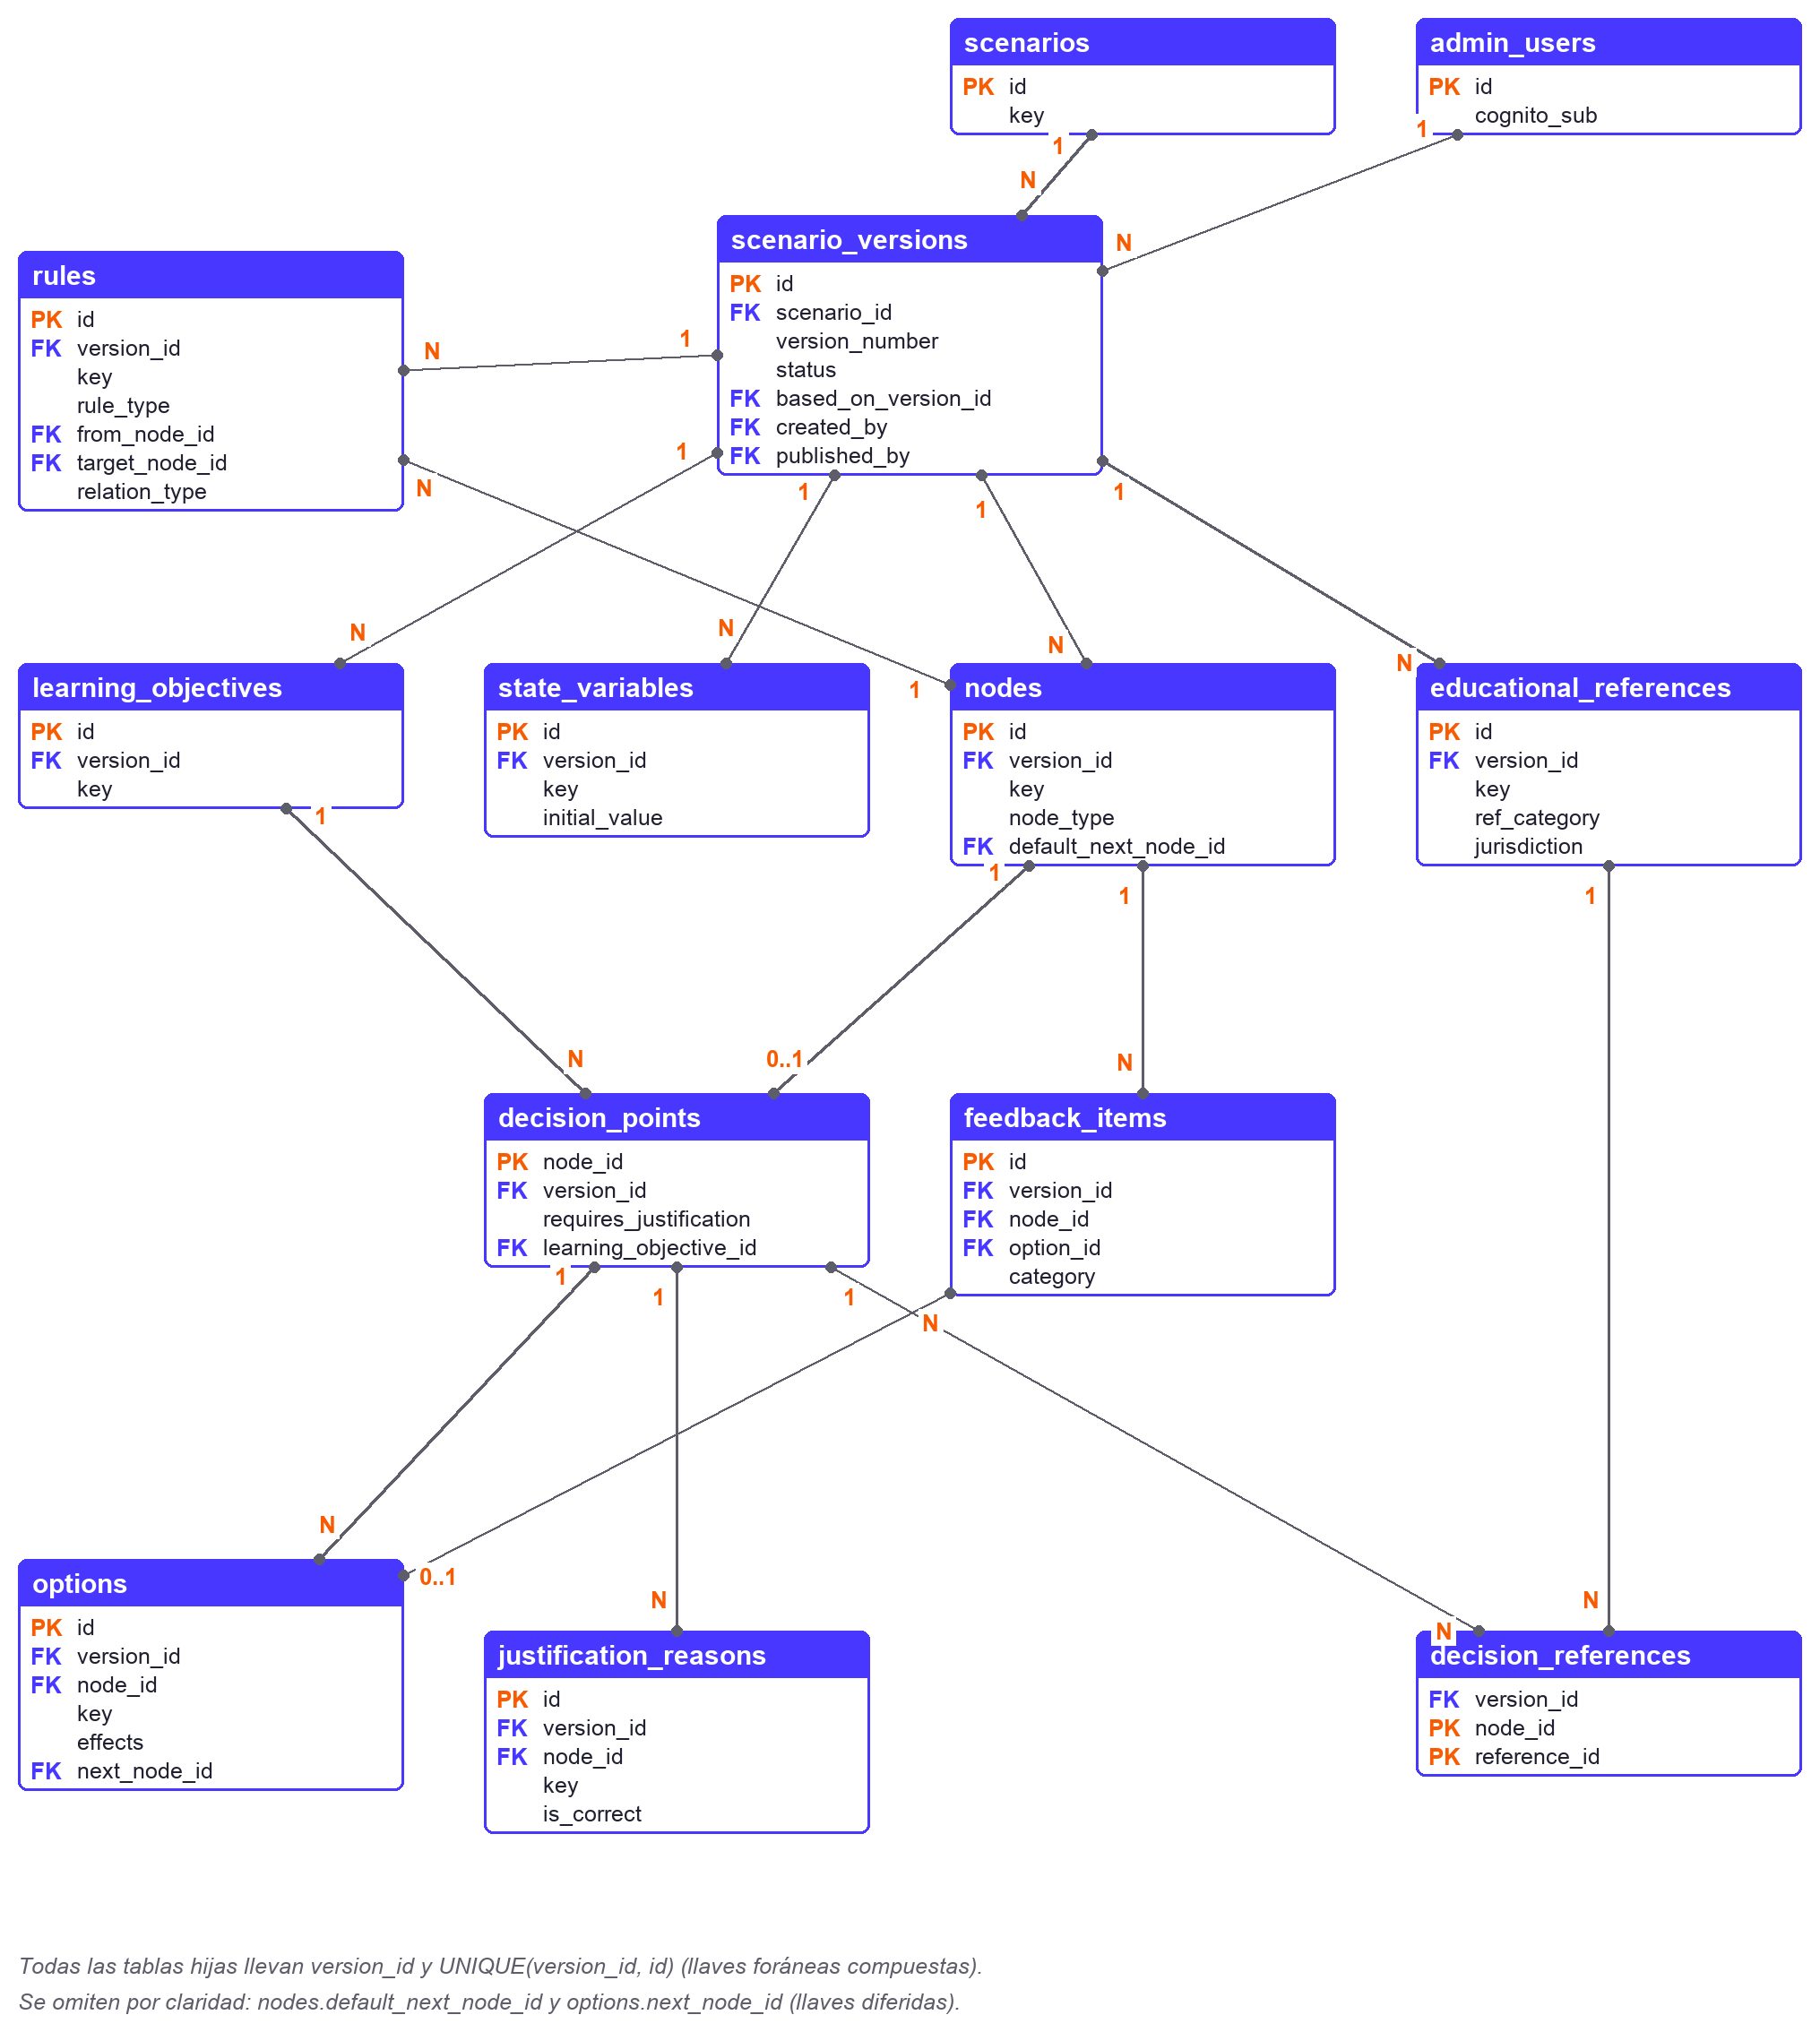 scenarios
PK id
key
admin_users
PK id
cognito_sub
1
1
N
N
scenario_versions
PK id
FK scenario_id
version_number
status
FK based_on_version_id
FK created_by
FK published_by
rules
PK id
FK version_id
key
rule_type
FK from_node_id
FK target_node_id
relation_type
N
1
1
N
1
1
1
N
N
N
N
1
learning_objectives
PK id
FK version_id
key
state_variables
PK id
FK version_id
key
initial_value
nodes
PK id
FK version_id
key
node_type
FK default_next_node_id
educational_references
PK id
FK version_id
key
ref_category
jurisdiction
1
1
1
1
N
0..1
N
decision_points
PK node_id
FK version_id
requires_justification
FK learning_objective_id
feedback_items
PK id
FK version_id
FK node_id
FK option_id
category
1
1
1
N
N
0..1
N
N
N
options
PK id
FK version_id
FK node_id
key
effects
FK next_node_id
justification_reasons
PK id
FK version_id
FK node_id
key
is_correct
decision_references
FK version_id
PK node_id
PK reference_id
Todas las tablas hijas llevan version_id y UNIQUE(version_id, id) (llaves foráneas compuestas).
Se omiten por claridad: nodes.default_next_node_id y options.next_node_id (llaves diferidas).